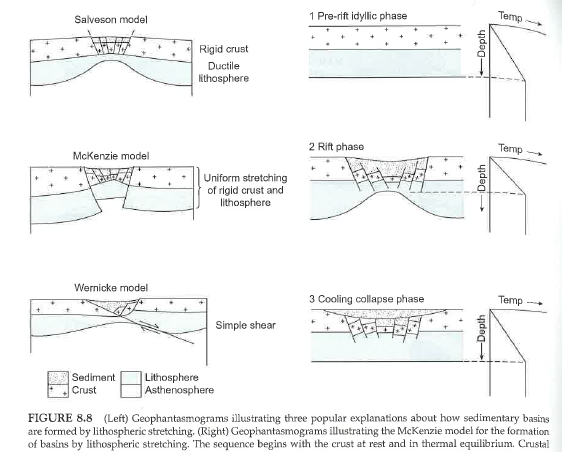 Salveson model
Rigid crust
Ductile
lithosphere
McKenzie model
Uniform stretching
of rigid crust and
lithosphere
Wernicke model
Simple shear
Sediment
Lithosphere
Crust
Asthenosphere
1 Pre-rift idyllic phase
Temp
Depth
2 Rift phase
Temp
Depth
3 Cooling collapse phase
Temp
Depth
FIGURE 8.8 (Left) Geophantasmograms illustrating three popular explanations about how sedimentary basins
are formed by lithospheric stretching. (Right) Geophantasmograms illustrating the McKenzie model for the formation
of basins by lithospheric stretching. The sequence begins with the crust at rest and in thermal equilibrium. Crustal